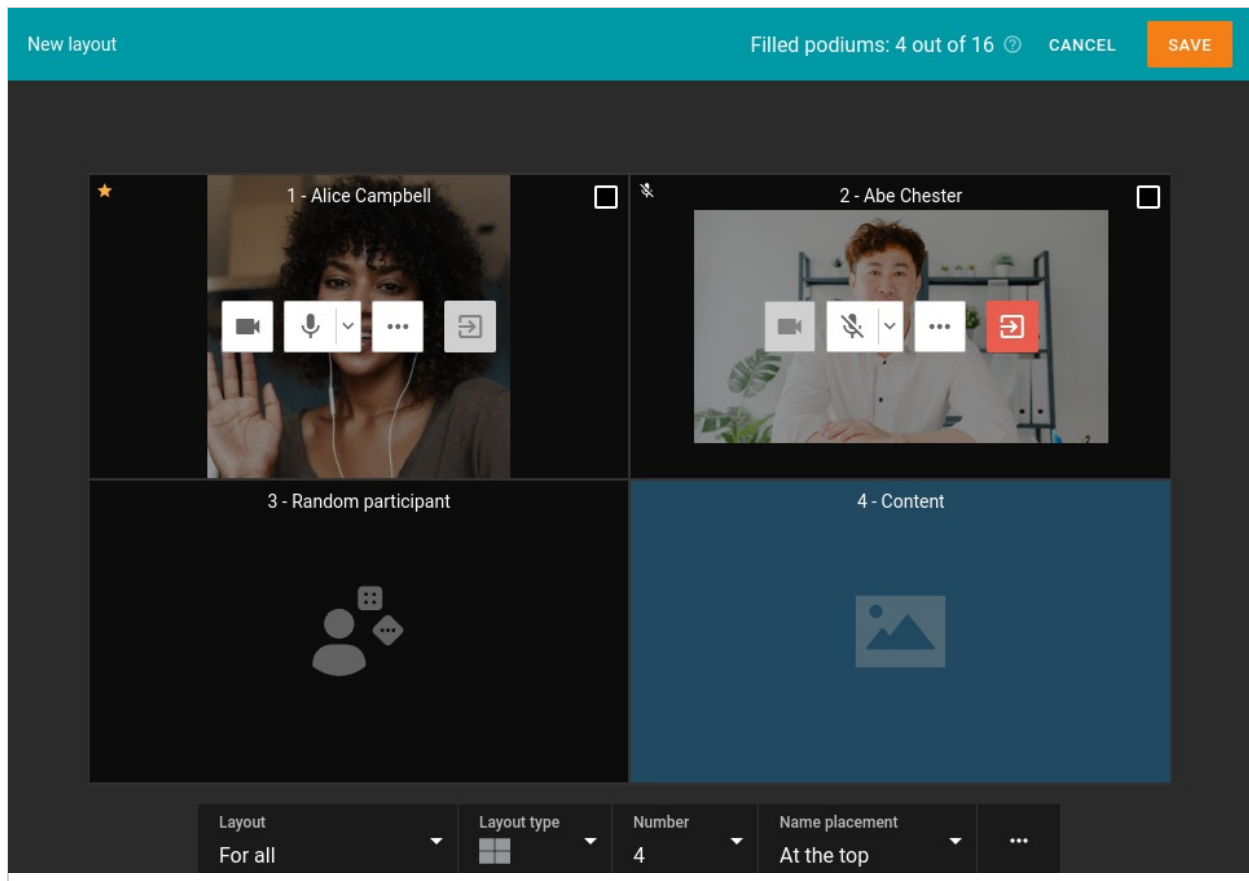 New layout
Filled podiums: 4 out of 16
CANCEL
SAVE
1 - Alice Campbell
2 - Abe Chester
3 - Random participant
4 - Content
Layout
For all
Layout type
Number
4
Name placement
At the top